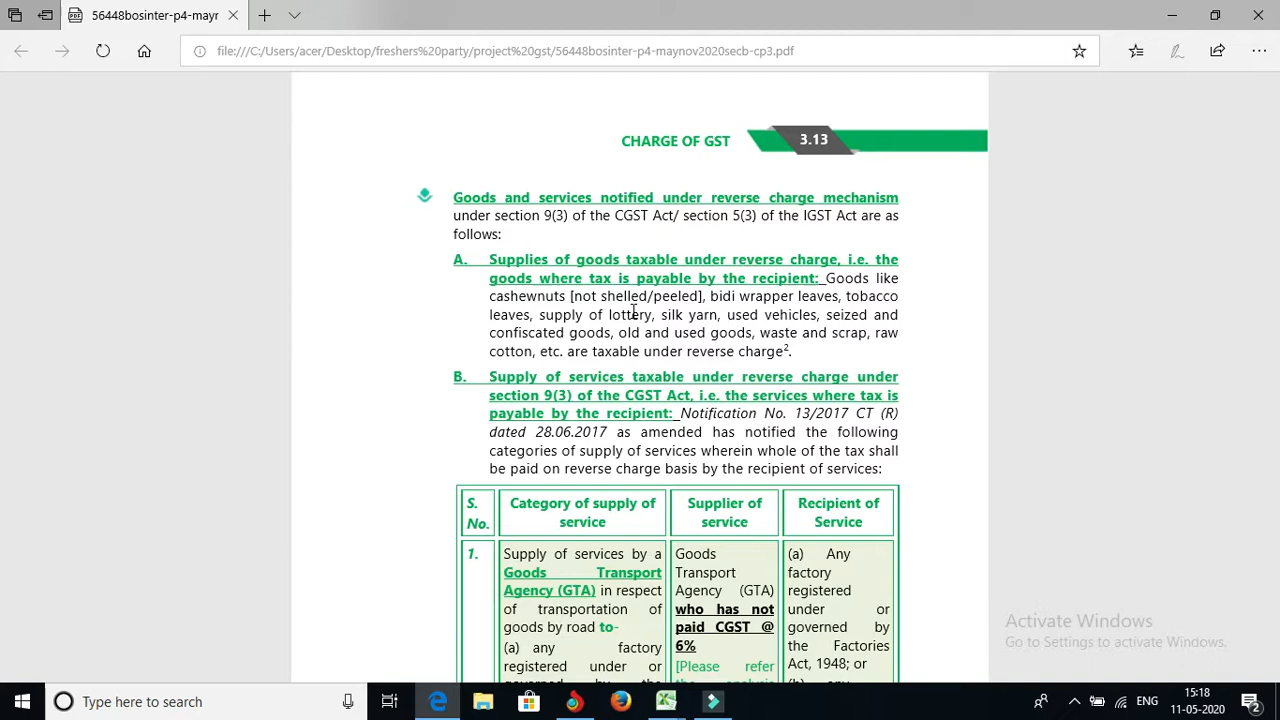 56448bosinter-p4-mayn
file:///C:/Users/acer/Desktop/freshers%20party/project%20gst/56448bosinter-p4-maynov2020secb-cp3.pdf
CHARGE OF GST
3.13
Goods and services notified under reverse charge mechanism
under section 9(3) of the CGST Act/ section 5(3) of the IGST Act are as
follows:
A. Supplies of goods taxable under reverse charge, i.e. the
goods where tax is payable by the recipient: Goods like
cashewnuts [not shelled/peeled], bidi wrapper leaves, tobacco
leaves, supply of lottery, silk yarn, used vehicles, seized and
confiscated goods, old and used goods, waste and scrap, raw
cotton, etc. are taxable under reverse charge².
B. Supply of services taxable under reverse charge under
section 9(3) of the CGST Act, i.e. the services where tax is
payable by the recipient: Notification No. 13/2017 CT (R)
dated 28.06.2017 as amended has notified the following
categories of supply of services wherein whole of the tax shall
be paid on reverse charge basis by the recipient of services:
S.
No.
Category of supply of
service
Supplier of
service
Recipient of
Service
1.
Supply of services by a
Goods Transport
Agency (GTA) in respect
of transportation of
goods by road to-
(a) any factory
registered under or
Goods
Transport
Agency (GTA)
who has not
paid CGST @
6%
[Please refer
(a) Any
factory
registered
under or
governed by
the Factories
Act, 1948; or
Activate Windows
Go to Settings to activate Windows.
Type here to search
ENG
15:18
11-05-2020
2